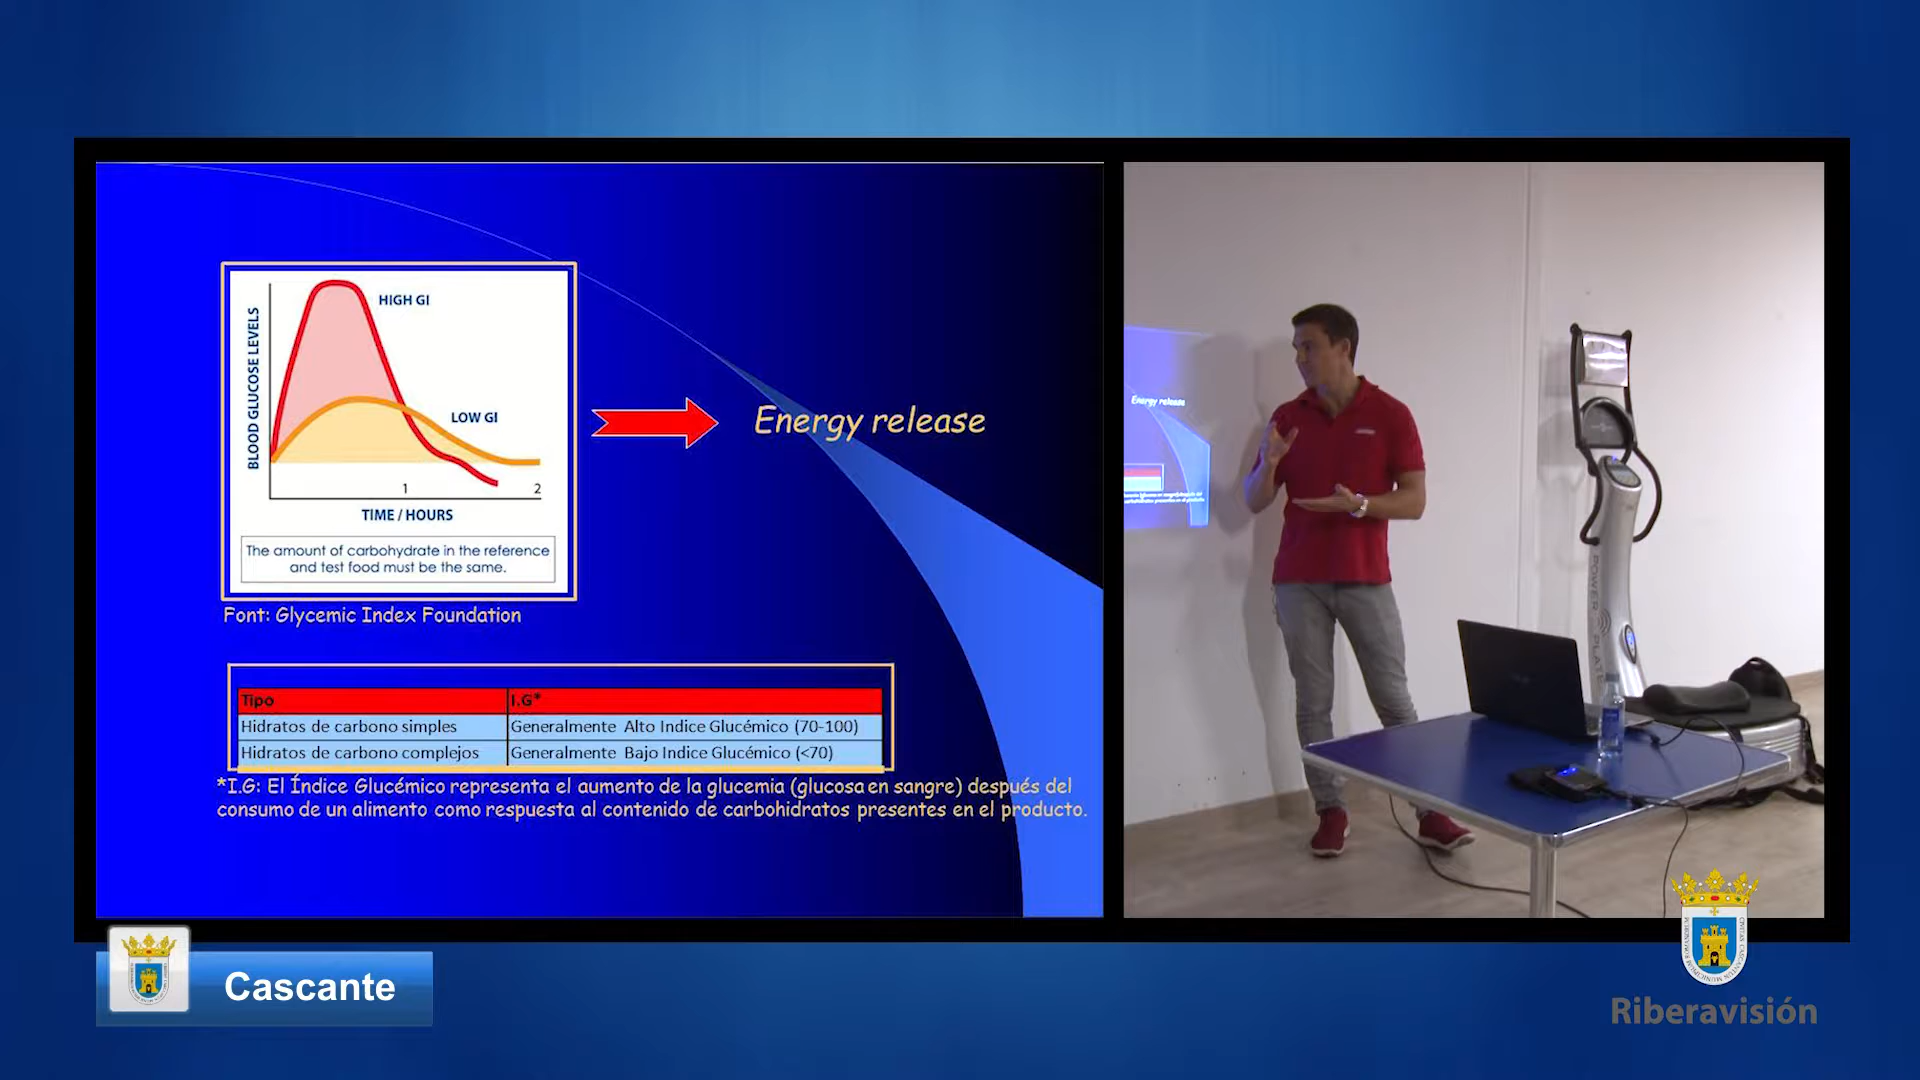 BLOOD GLUCOSE LEVELS
HIGH GI
LOW GI
1
2
TIME / HOURS
The amount of carbohydrate in the reference
and test food must be the same.
Font: Glycemic Index Foundation
Energy release
Tipo
I.G*
Hidratos de carbono simples
Generalmente Alto Indice Glucémico (70-100)
Hidratos de carbono complejos
Generalmente Bajo Indice Glucémico (<70)
*I.G: El Índice Glucémico representa el aumento de la glucemia (glucosa en sangre) después del
consumo de un alimento como respuesta al contenido de carbohidratos presentes en el producto.
Energy release
POWER PLATE
Cascante
Riberavisión